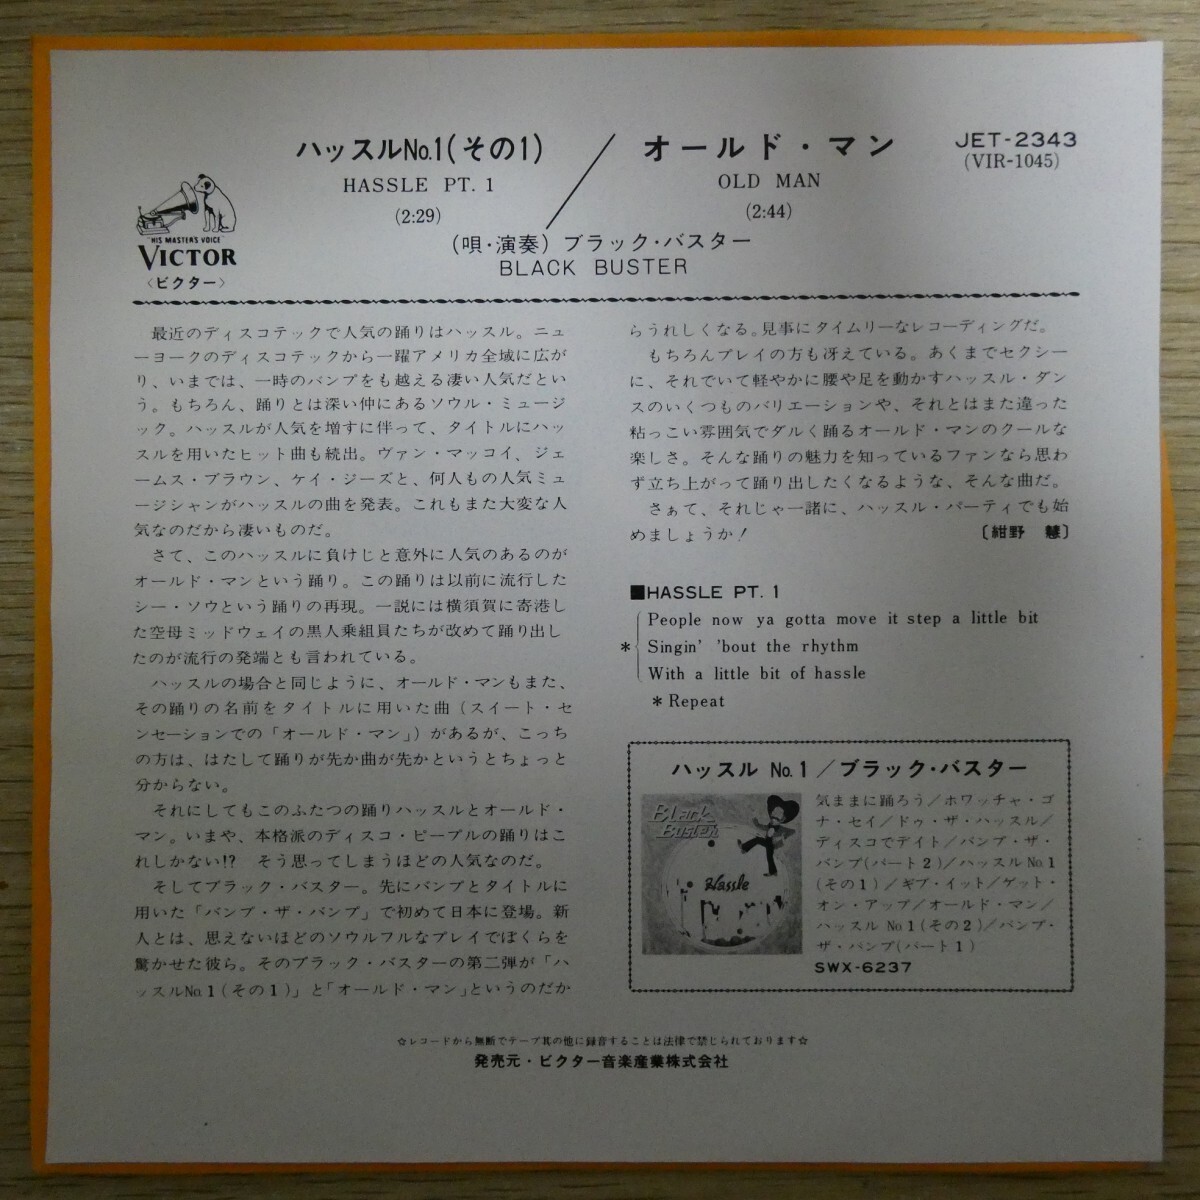 ハッスルNo.1(その1)
HASSLE PT. 1
(2:29)
オールド・マン
OLD MAN
(2:44)
JET-2343
(VIR-1045)
(唄・演奏) ブラック・バスター
BLACK BUSTER
HIS MASTER'S VOICE
VICTOR
〈ビクター〉
最近のディスコテックで人気の踊りはハッスル。ニュ
ーヨークのディスコテックから一躍アメリカ全域に広が
り、いまでは、一時のバンプをも越える凄い人気だとい
う。もちろん、踊りとは深い仲にあるソウル・ミュージ
ック。ハッスルが人気を増すに伴って、タイトルにハッ
スルを用いたヒット曲も続出。ヴァン・マッコイ、ジェ
ームス・ブラウン、ケイ・ジーズと、何人もの人気ミュ
ージシャンがハッスルの曲を発表。これもまた大変な人
気なのだから凄いものだ。
さて、このハッスルに負けじと意外に人気のあるのが
オールド・マンという踊り。この踊りは以前に流行した
シー・ソウという踊りの再現。一説には横須賀に寄港し
た空母ミッドウェイの黒人乗組員たちが改めて踊り出し
たのが流行の発端とも言われている。
ハッスルの場合と同じように、オールド・マンもまた、
その踊りの名前をタイトルに用いた曲(スイート・セ
ンセーションでの「オールド・マン」)があるが、こっち
の方は、はたして踊りが先か曲が先かというとちょっと
分からない。
それにしてもこのふたつの踊りハッスルとオールド・
マン。いまや、本格派のディスコ・ピープルの踊りはこ
れしかない!? そう思ってしまうほどの人気なのだ。
そしてブラック・バスター。先にバンプとタイトルに
用いた「バンプ・ザ・バンプ」で初めて日本に登場。新
人とは、思えないほどのソウルフルなプレイでぼくらを
驚かせた彼ら。そのブラック・バスターの第二弾が「ハ
ッスルNo.1(その1)」と「オールド・マン」というのだか
らうれしくなる。見事にタイムリーなレコーディングだ。
もちろんプレイの方も冴えている。あくまでセクシー
に、それでいて軽やかに腰や足を動かすハッスル・ダン
スのいくつものバリエーションや、それとはまた違った
粘っこい雰囲気でダルく踊るオールド・マンのクールな
楽しさ。そんな踊りの魅力を知っているファンなら思わ
ず立ち上がって踊り出したくなるような、そんな曲だ。
さぁて、それじゃ一諸に、ハッスル・パーティでも始
めましょうか!
〔紺野 慧〕
■HASSLE PT. 1
People now ya gotta move it step a little bit
* Singin' 'bout the rhythm
With a little bit of hassle
* Repeat
ハッスル No.1/ブラック・バスター
Black
Buster
Hassle
気ままに踊ろう/ホワッチャ・ゴ
ナ・セイ/ドゥ・ザ・ハッスル/
ディスコでデイト/バンプ・ザ・
バンプ(パート2)/ハッスルNo.1
(その1)/ギブ・イット/ゲット・
オン・アップ/オールド・マン/
ハッスル No.1(その2)/バンプ・
ザ・バンプ(パート1)
SWX-6237
☆レコードから無断でテープ其の他に録音することは法律で禁じられております☆
発売元・ビクター音楽産業株式会社